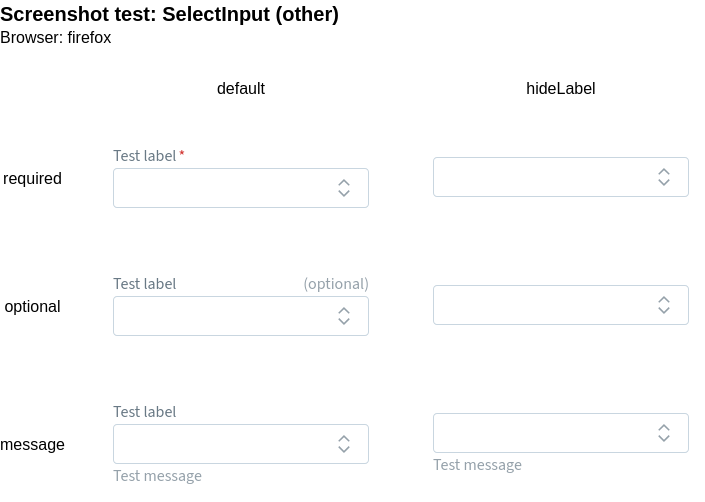 Screenshot test: SelectInput (other)
Browser: firefox
default hideLabel
Test label *
required
Test label (optional)
optional
Test label
message
Test message Test message